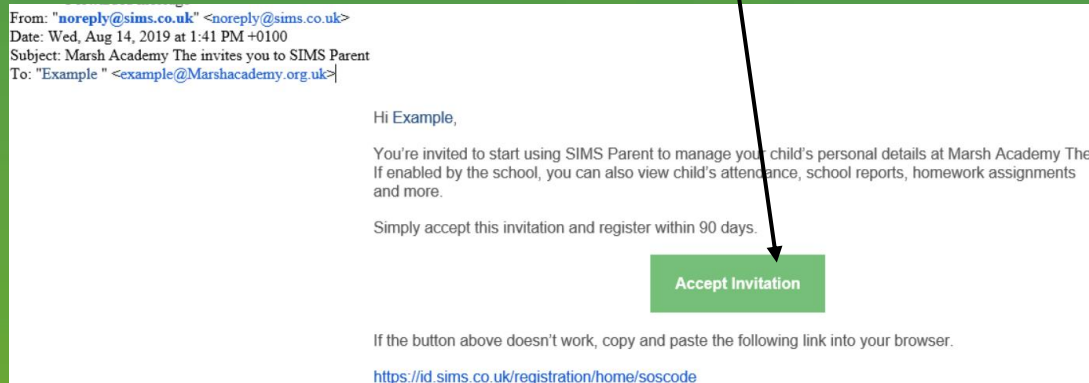 From: "noreply@sims.co.uk" <noreply@sims.co.uk>
Date: Wed, Aug 14, 2019 at 1:41 PM +0100
Subject: Marsh Academy The invites you to SIMS Parent
To: "Example " <example@Marshacademy.org.uk>
Hi Example,
You're invited to start using SIMS Parent to manage your child's personal details at Marsh Academy The
If enabled by the school, you can also view child's attendance, school reports, homework assignments
and more.
Simply accept this invitation and register within 90 days.
Accept Invitation
If the button above doesn't work, copy and paste the following link into your browser.
https://id.sims.co.uk/registration/home/soscode